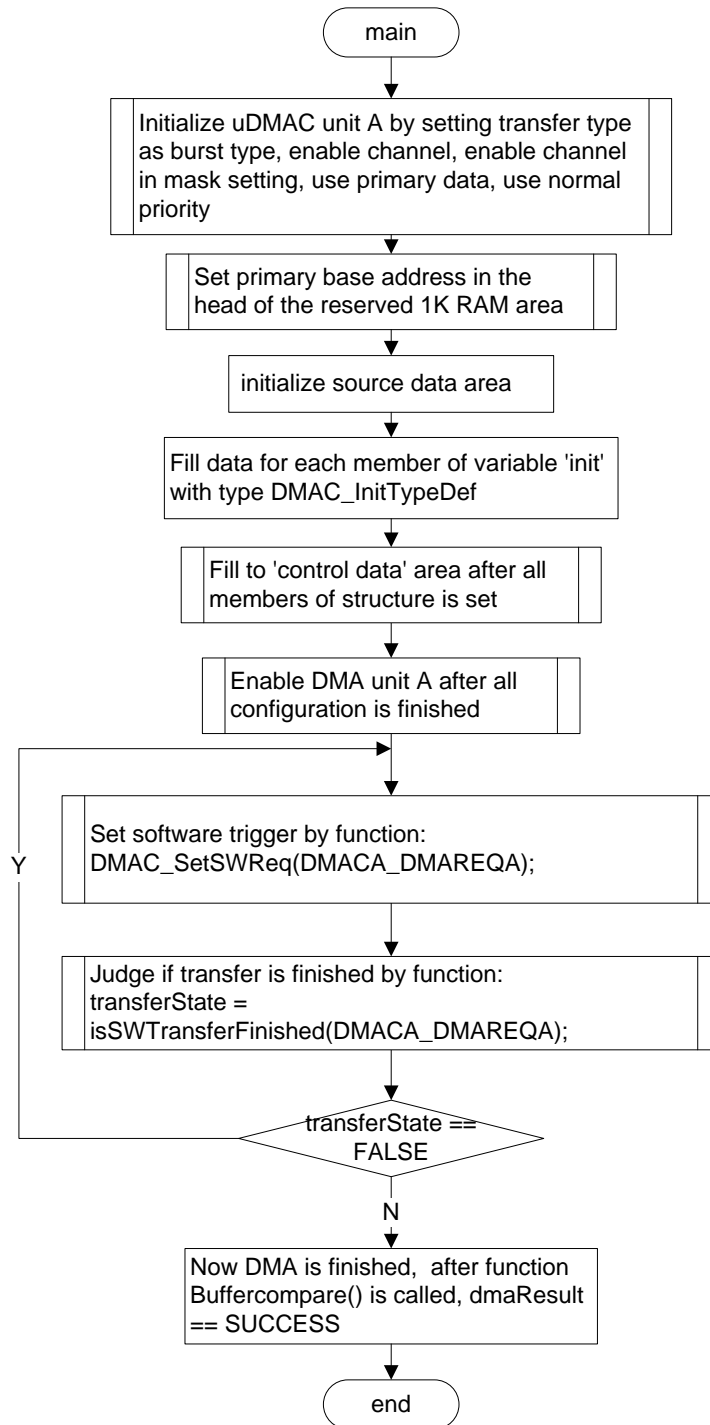 main
Initialize uDMAC unit A by setting transfer type
as burst type, enable channel, enable channel
in mask setting, use primary data, use normal
priority
Set primary base address in the
head of the reserved 1K RAM area
initialize source data area
Fill data for each member of variable 'init'
with type DMAC_InitTypeDef
Fill to 'control data' area after all
members of structure is set
Enable DMA unit A after all
configuration is finished
Set software trigger by function:
DMAC_SetSWReq(DMACA_DMAREQA);
Y
Judge if transfer is finished by function:
transferState =
isSWTransferFinished(DMACA_DMAREQA);
transferState ==
FALSE
N
Now DMA is finished,  after function
Buffercompare() is called, dmaResult
== SUCCESS
end